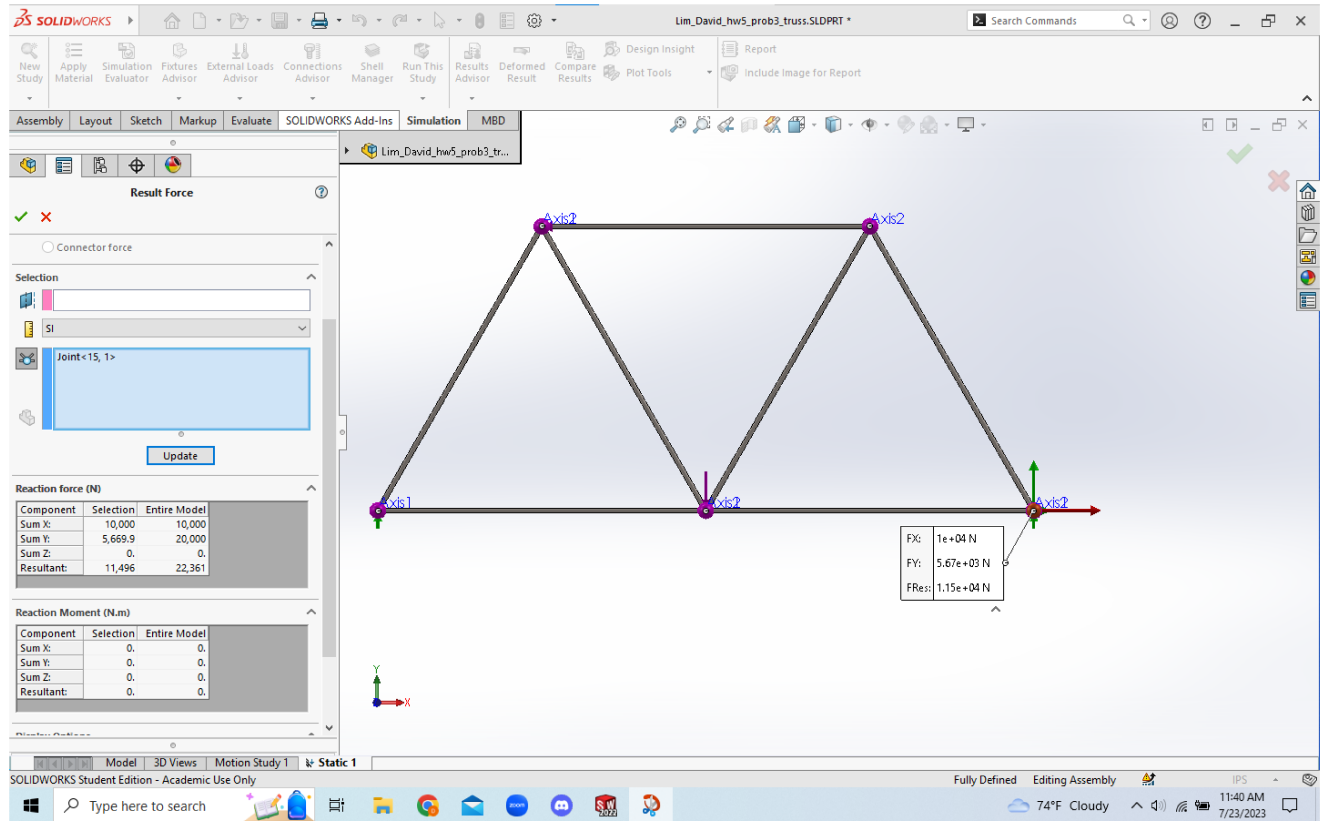 SOLIDWORKS
Lim_David_hw5_prob3_truss.SLDPRT *
Search Commands
New Study
Apply Material
Simulation Evaluator
Fixtures Advisor
External Loads Advisor
Connections Advisor
Shell Manager
Run This Study
Results Advisor
Deformed Result
Compare Results
Design Insight
Plot Tools
Report
Include Image for Report
Assembly Layout Sketch Markup Evaluate SOLIDWORKS Add-Ins Simulation MBD
Lim_David_hw5_prob3_tr...
Result Force
Connector force
Selection
SI
Joint<15, 1>
Update
Reaction force (N)
Component Selection Entire Model
Sum X: 10,000 10,000
Sum Y: 5,669.9 20,000
Sum Z: 0. 0.
Resultant: 11,496 22,361
Reaction Moment (N.m)
Component Selection Entire Model
Sum X: 0. 0.
Sum Y: 0. 0.
Sum Z: 0. 0.
Resultant: 0. 0.
Axis2
Axis1
FX: 1e+04 N
FY: 5.67e+03 N
FRes: 1.15e+04 N
Y
X
Model 3D Views Motion Study 1 Static 1
SOLIDWORKS Student Edition - Academic Use Only
Fully Defined Editing Assembly IPS
Type here to search
74°F Cloudy
11:40 AM
7/23/2023